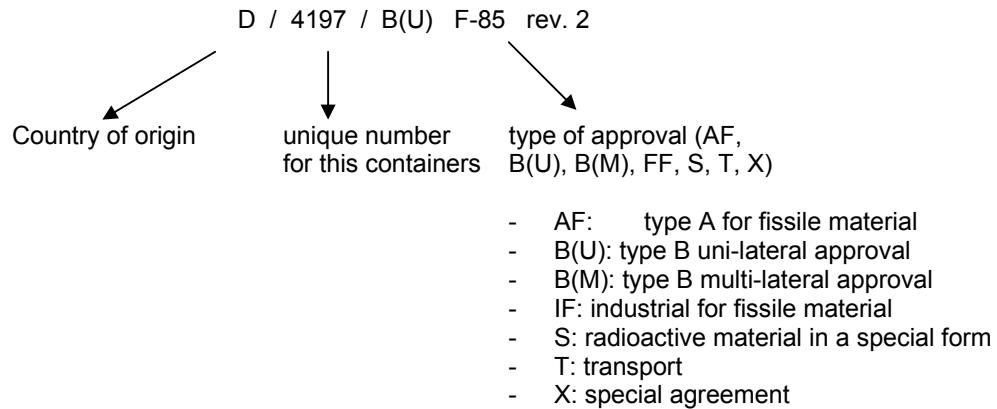 D / 4197 / B(U) F-85 rev. 2
Country of origin
unique number
for this containers
type of approval (AF,
B(U), B(M), FF, S, T, X)
- AF: type A for fissile material
- B(U): type B uni-lateral approval
- B(M): type B multi-lateral approval
- IF: industrial for fissile material
- S: radioactive material in a special form
- T: transport
- X: special agreement